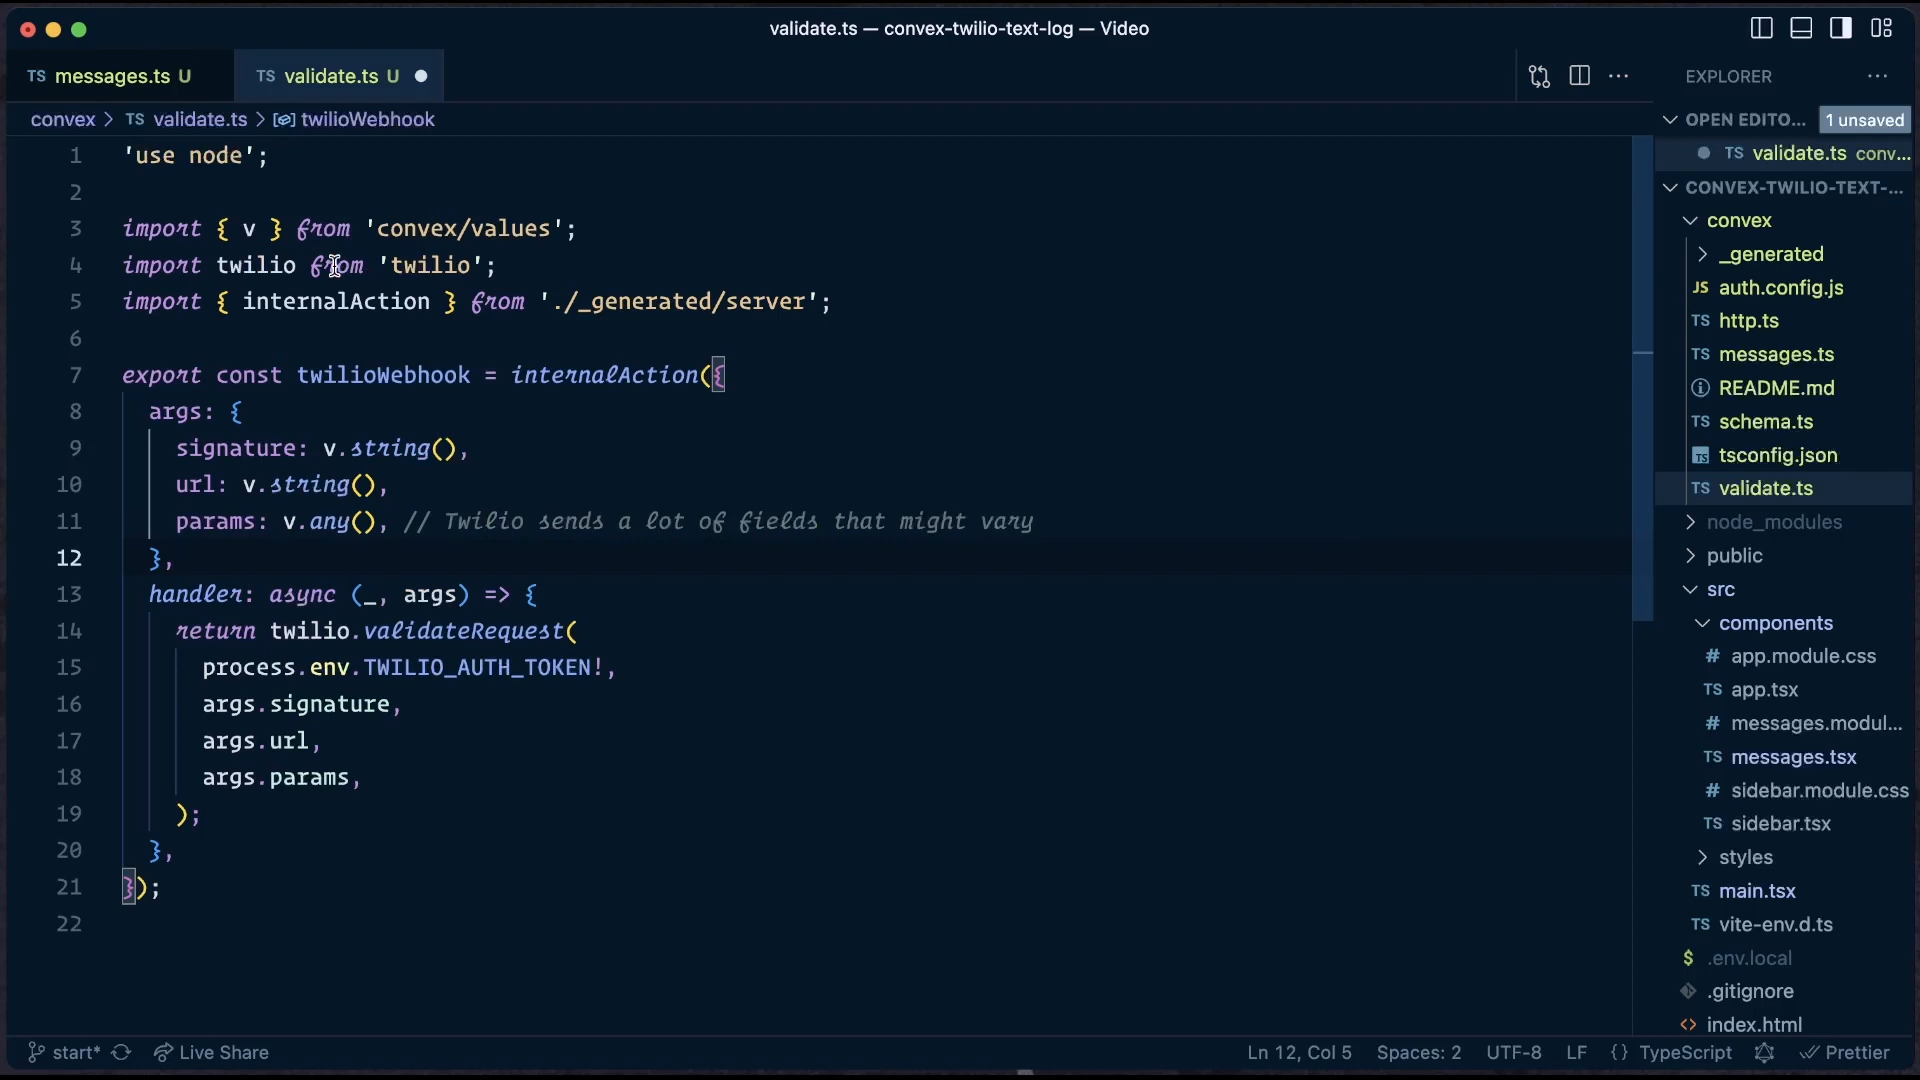 validate.ts — convex-twilio-text-log — Video
TS messages.ts U
TS validate.ts U
EXPLORER
convex > TS validate.ts > twilioWebhook
OPEN EDITO... 1 unsaved
TS validate.ts conv...
CONVEX-TWILIO-TEXT-...
1 'use node';
2
3 import { v } from 'convex/values';
4 import twilio from 'twilio';
5 import { internalAction } from './_generated/server';
6
7 export const twilioWebhook = internalAction({
8 args: {
9 signature: v.string(),
10 url: v.string(),
11 params: v.any(), // Twilio sends a lot of fields that might vary
12 },
13 handler: async (_, args) => {
14 return twilio.validateRequest(
15 process.env.TWILIO_AUTH_TOKEN!,
16 args.signature,
17 args.url,
18 args.params,
19 );
20 },
21 });
22
convex
_generated
JS auth.config.js
TS http.ts
TS messages.ts
README.md
TS schema.ts
TS tsconfig.json
TS validate.ts
node_modules
public
src
components
# app.module.css
TS app.tsx
# messages.modul...
TS messages.tsx
# sidebar.module.css
TS sidebar.tsx
styles
TS main.tsx
TS vite-env.d.ts
$ .env.local
.gitignore
<> index.html
start* Live Share Ln 12, Col 5 Spaces: 2 UTF-8 LF {} TypeScript Prettier